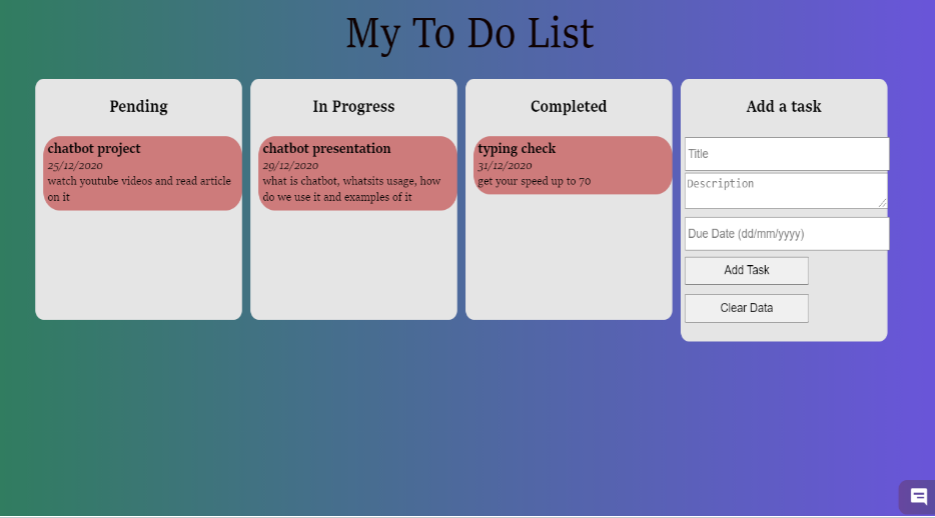 My To Do List
Pending
chatbot project
25/12/2020
watch youtube videos and read article
on it
In Progress
chatbot presentation
29/12/2020
what is chatbot, whatsits usage, how
do we use it and examples of it
Completed
typing check
31/12/2020
get your speed up to 70
Add a task
Title
Description
Due Date (dd/mm/yyyy)
Add Task
Clear Data